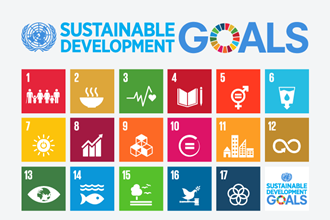 SUSTAINABLE
DEVELOPMENT
GOALS
1 2 3 4 5 6
7 8 9 10 11 12
13 14 15 16 17
SUSTAINABLE
DEVELOPMENT
GOALS